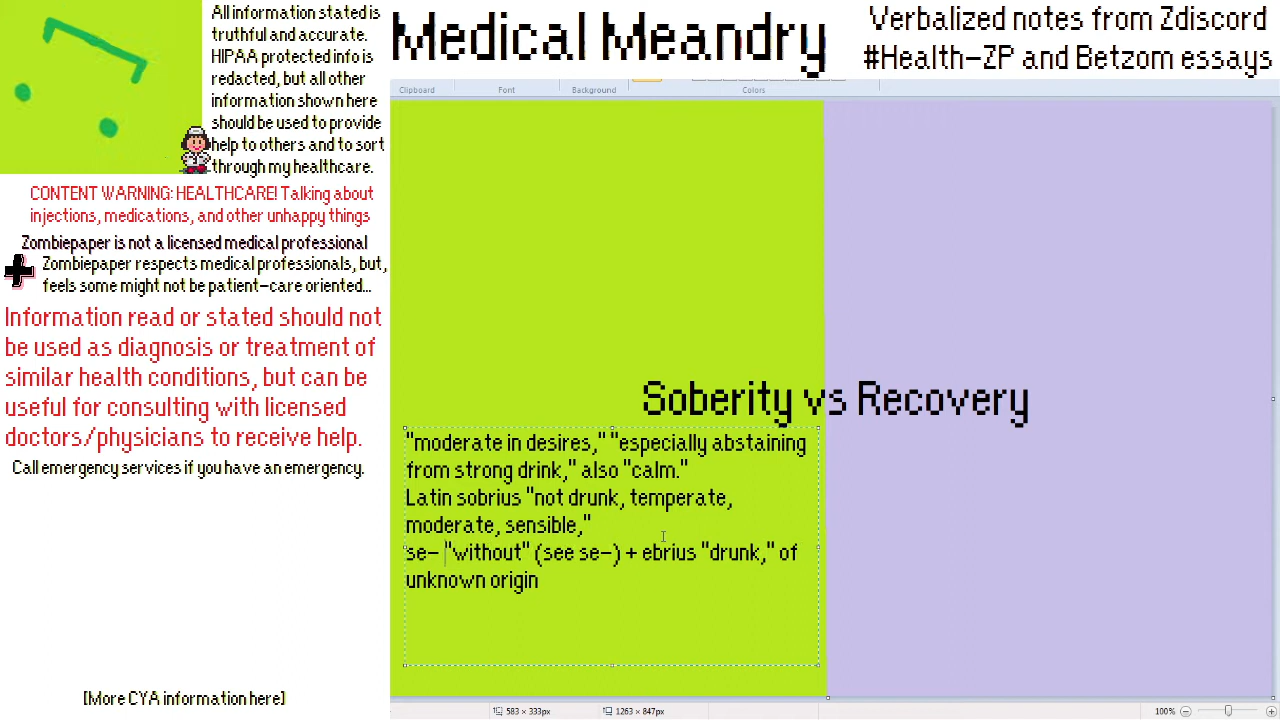 All information stated is
truthful and accurate.
HIPAA protected info is
redacted, but all other
information shown here
should be used to provide
help to others and to sort
through my healthcare.
CONTENT WARNING: HEALTHCARE! Talking about
injections, medications, and other unhappy things
Zombiepaper is not a licensed medical professional
Zombiepaper respects medical professionals, but,
feels some might not be patient-care oriented...
Information read or stated should not
be used as diagnosis or treatment of
similar health conditions, but can be
useful for consulting with licensed
doctors/physicians to receive help.
Call emergency services if you have an emergency.
[More CYA information here]
Medical Meandry
Verbalized notes from Zdiscord
#Health-ZP and Betzom essays
Clipboard
Font
Background
Colors
Soberity vs Recovery
"moderate in desires," "especially abstaining
from strong drink," also "calm."
Latin sobrius "not drunk, temperate,
moderate, sensible,"
se- "without" (see se-) + ebrius "drunk," of
unknown origin
583 × 333px
1263 × 847px
100%